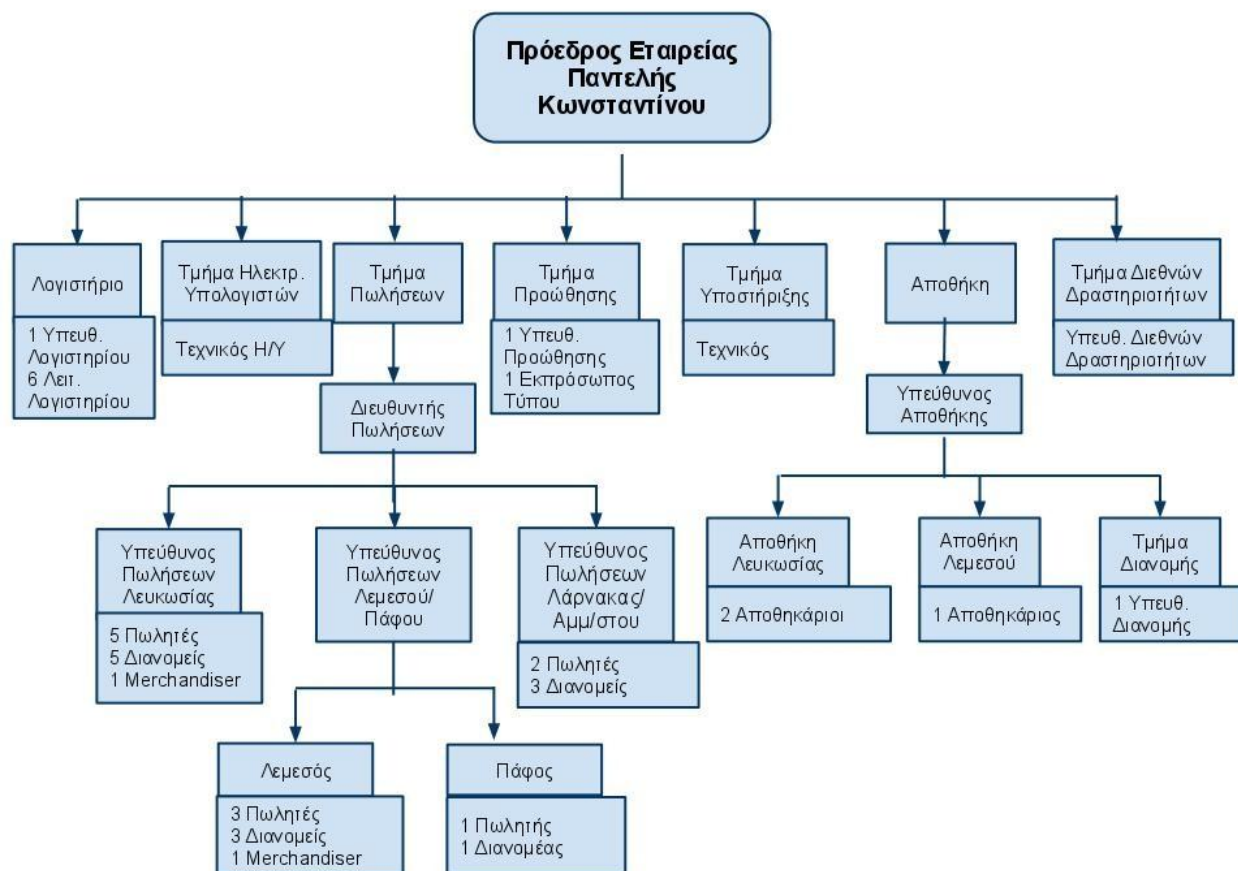 Πρόεδρος Εταιρείας
Παντελής
Κωνσταντίνου
Λογιστήριο
1 Υπευθ.
Λογιστηρίου
6 Λειτ.
Λογιστηρίου
Τμήμα Ηλεκτρ.
Υπολογιστών
Τεχνικός Η/Υ
Τμήμα
Πωλήσεων
Τμήμα
Προώθησης
1 Υπευθ.
Προώθησης
1 Εκπρόσωπος
Τύπου
Τμήμα
Υποστήριξης
Τεχνικός
Αποθήκη
Τμήμα Διεθνών
Δραστηριοτήτων
Υπευθ. Διεθνών
Δραστηριοτήτων
Διευθυντής
Πωλήσεων
Υπεύθυνος
Αποθήκης
Υπεύθυνος
Πωλήσεων
Λευκωσίας
5 Πωλητές
5 Διανομείς
1 Merchandiser
Υπεύθυνος
Πωλήσεων
Λεμεσού/
Πάφου
Υπεύθυνος
Πωλήσεων
Λάρνακας/
Αμμ/στου
2 Πωλητές
3 Διανομείς
Αποθήκη
Λευκωσίας
2 Αποθηκάριοι
Αποθήκη
Λεμεσού
1 Αποθηκάριος
Τμήμα
Διανομής
1 Υπευθ.
Διανομής
Λεμεσός
3 Πωλητές
3 Διανομείς
1 Merchandiser
Πάφος
1 Πωλητής
1 Διανομέας